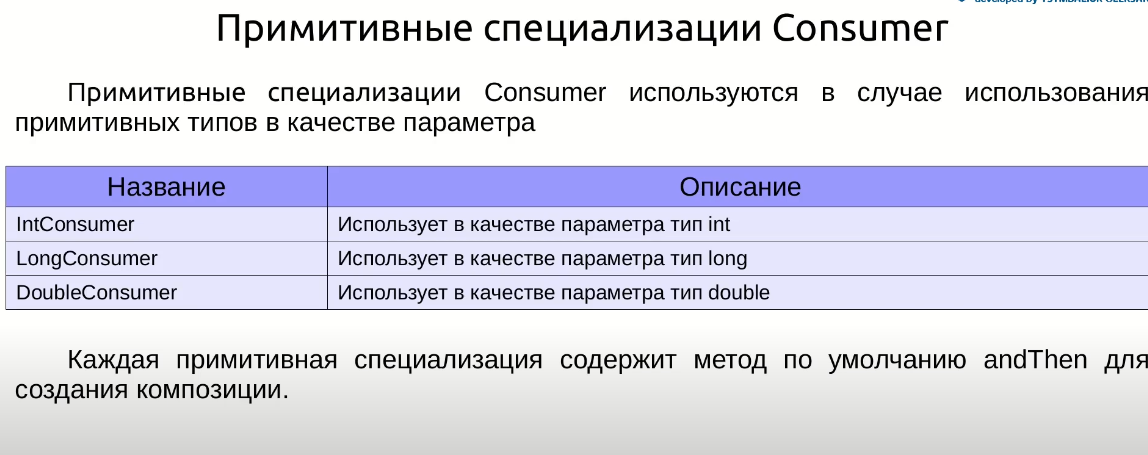 developed by TSYMBALIUK OLEKSANDR
Примитивные специализации Consumer
Примитивные специализации Consumer используются в случае использования
примитивных типов в качестве параметра
Название Описание
IntConsumer Использует в качестве параметра тип int
LongConsumer Использует в качестве параметра тип long
DoubleConsumer Использует в качестве параметра тип double
Каждая примитивная специализация содержит метод по умолчанию andThen для
создания композиции.